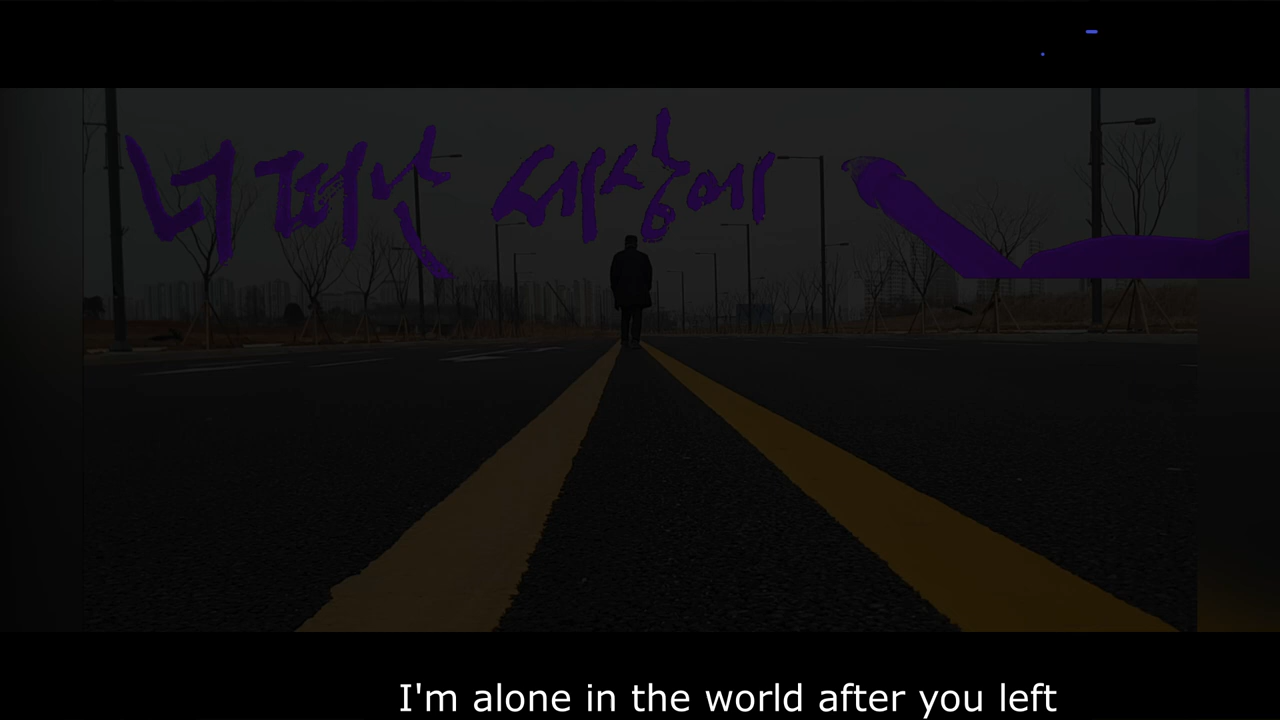 너 떠난 세상에
I'm alone in the world after you left